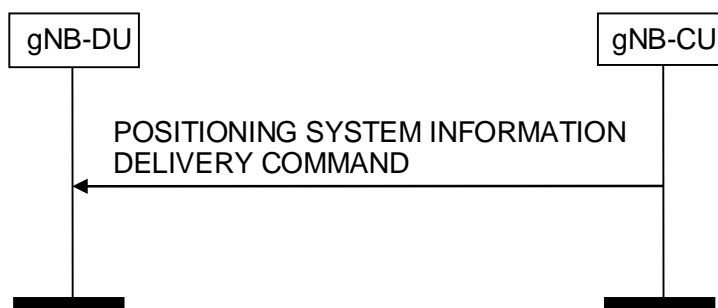 gNB-DU
gNB-CU
POSITIONING SYSTEM INFORMATION
DELIVERY COMMAND